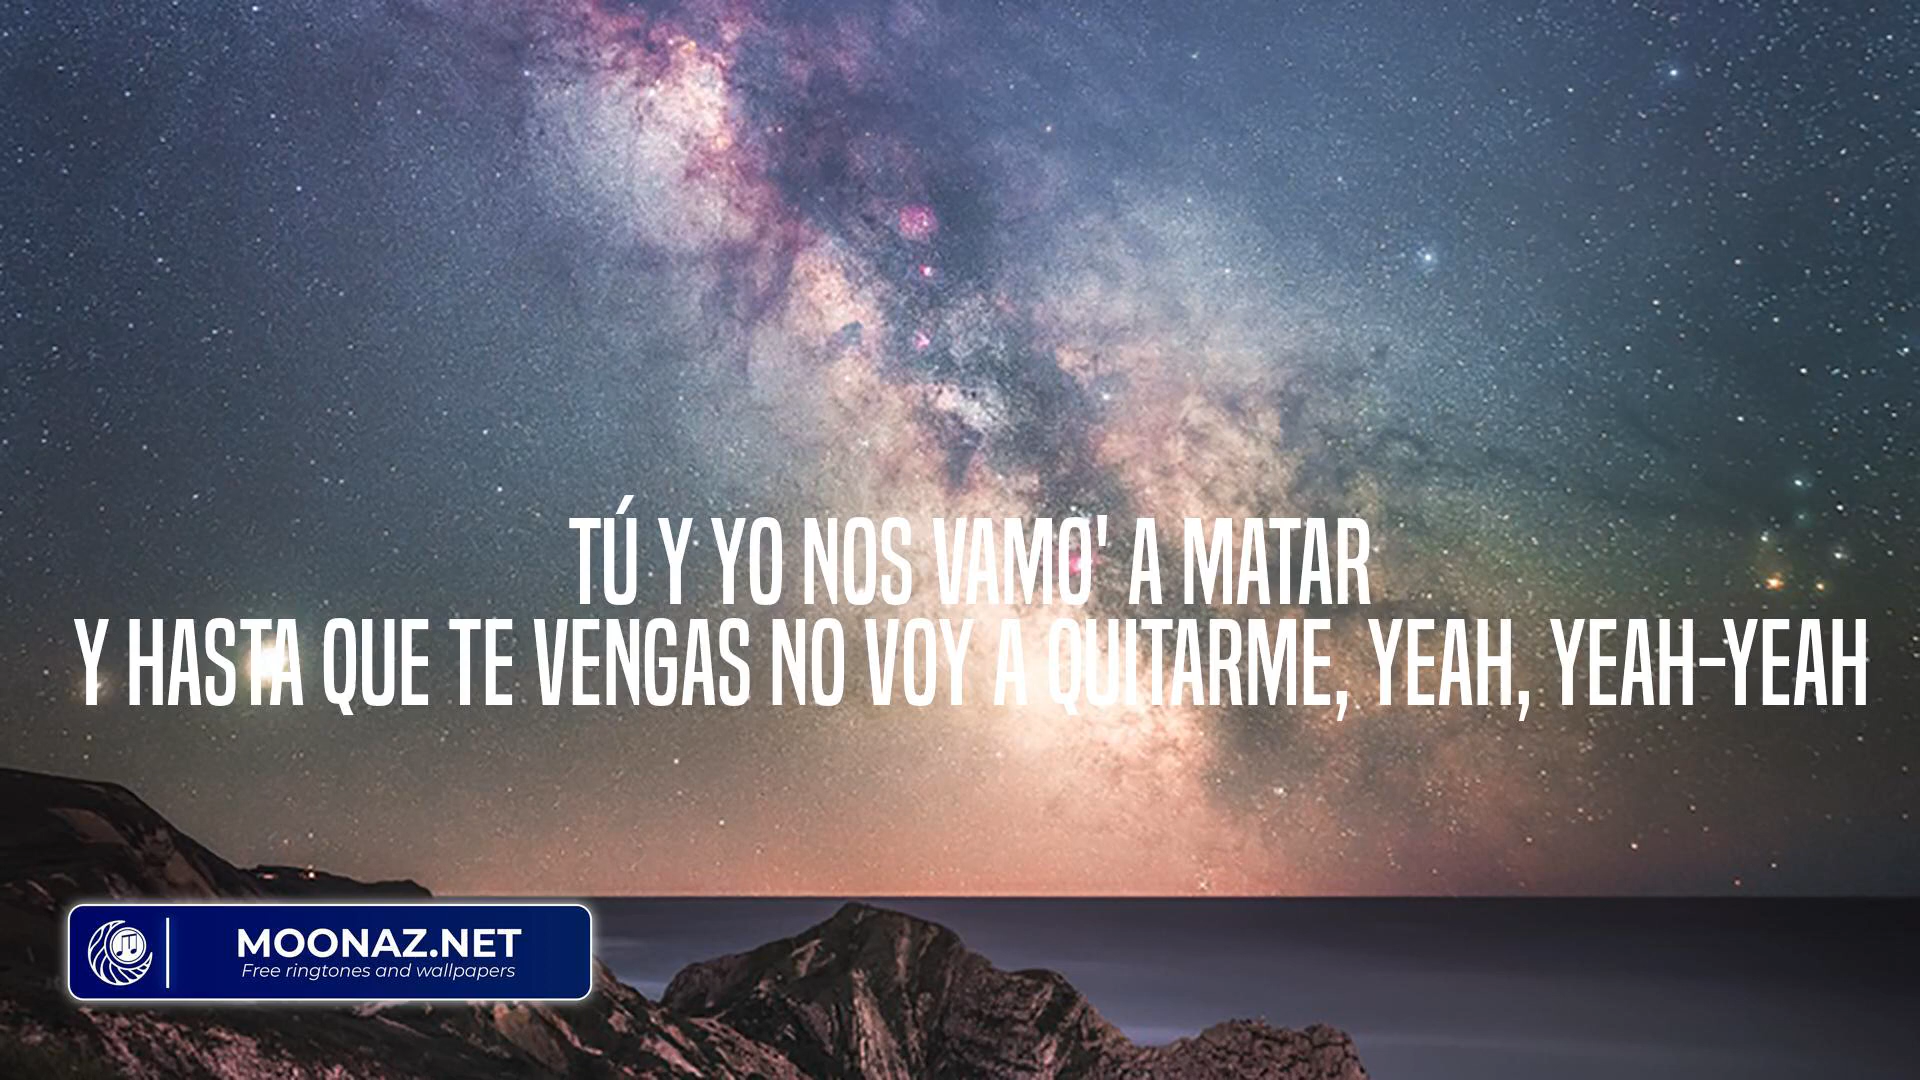 TÚ Y YO NOS VAMO' A MATAR
Y HASTA QUE TE VENGAS NO VOY A QUITARME, YEAH, YEAH-YEAH
MOONAZ.NET
Free ringtones and wallpapers